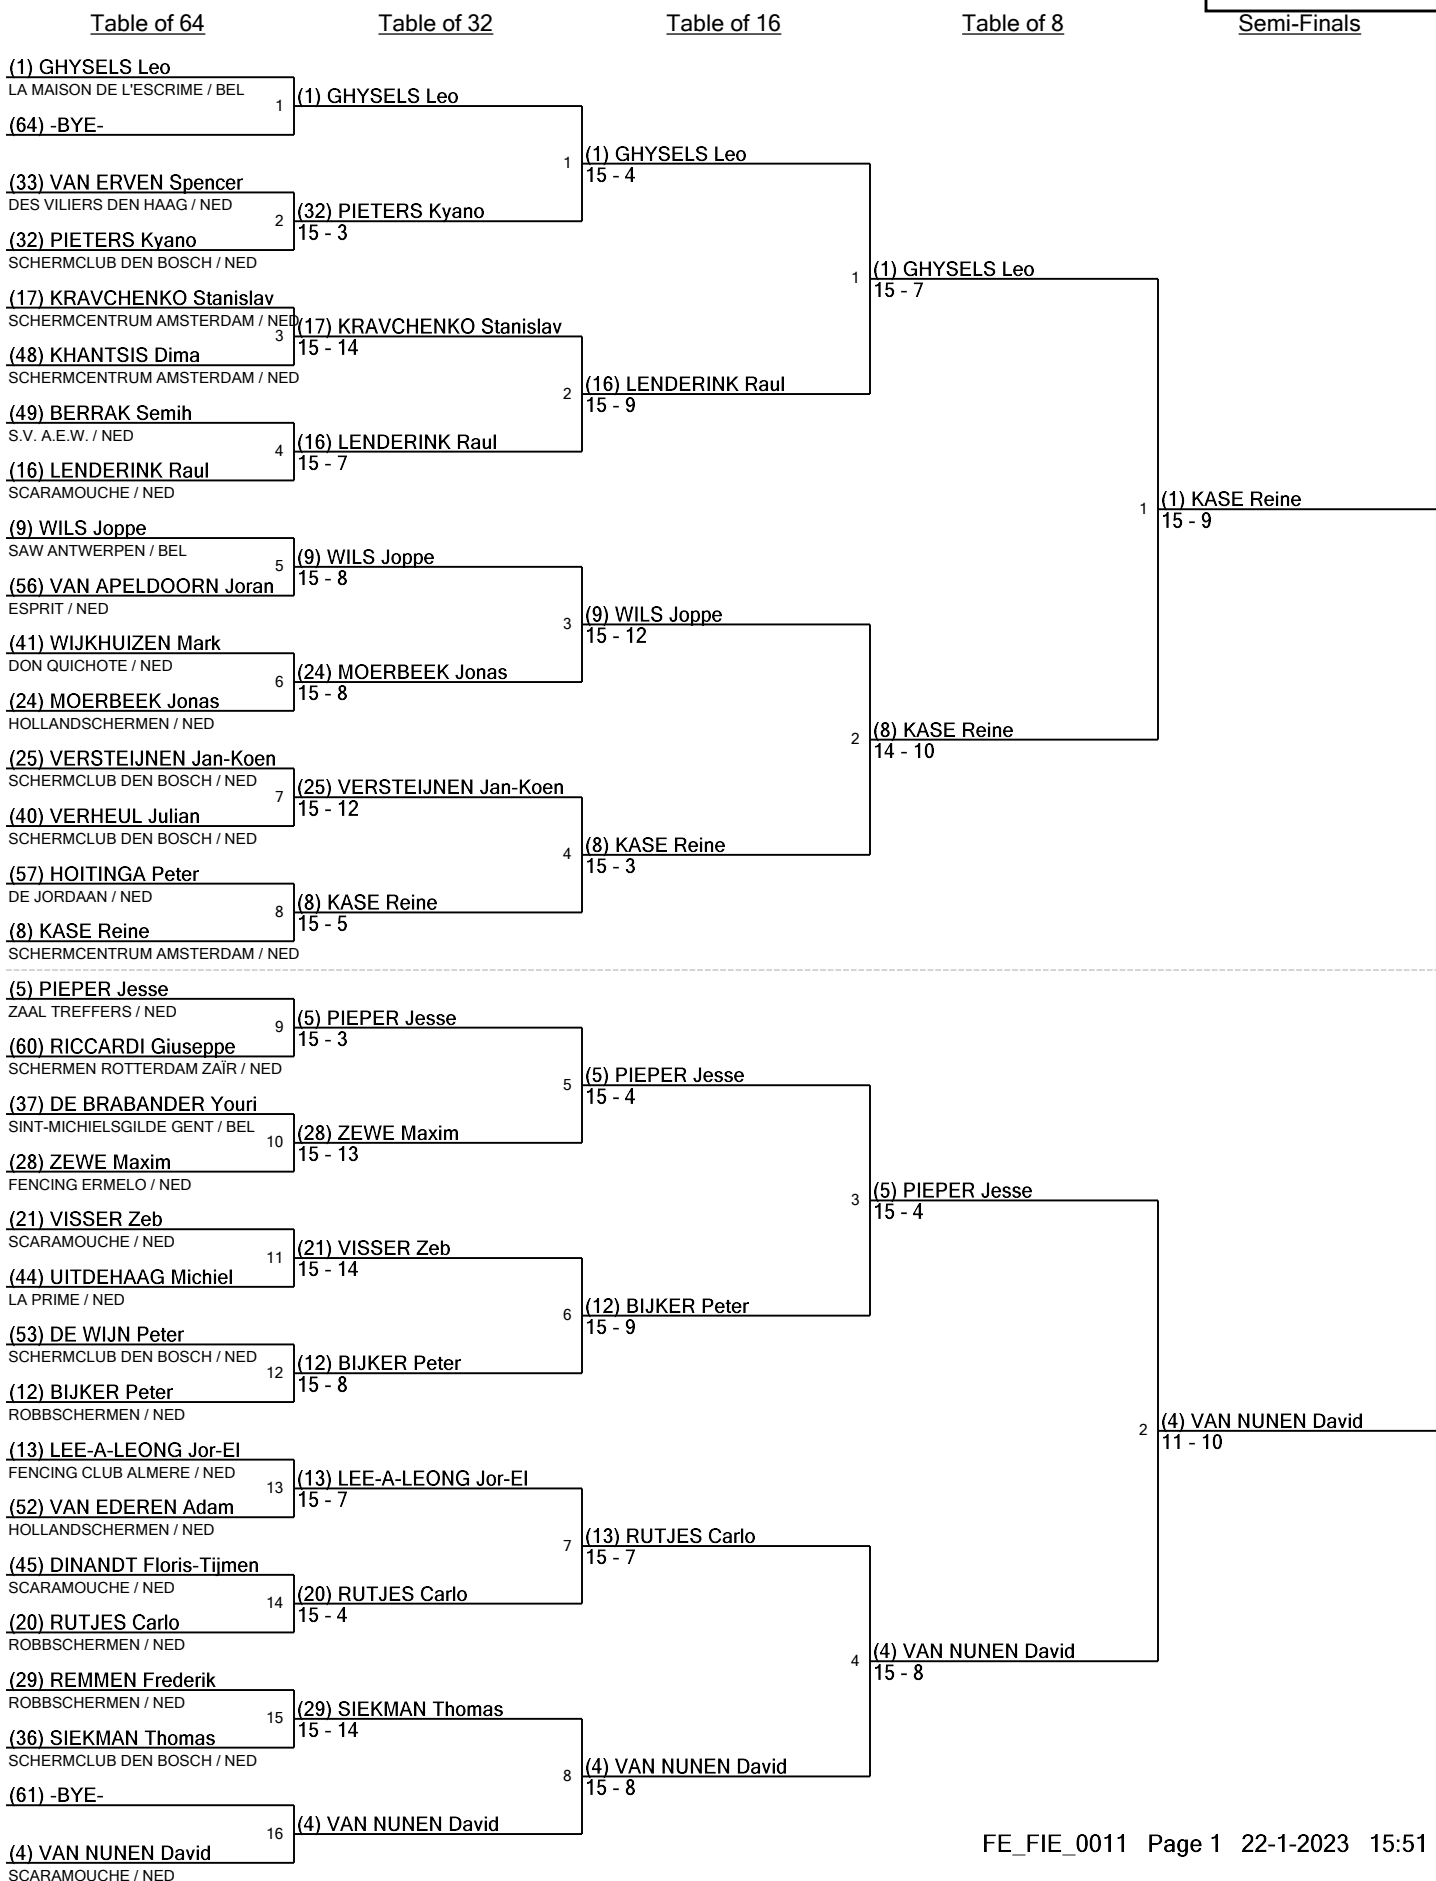 Table of 64
Table of 32
Table of 16
Table of 8
Semi-Finals
(1) GHYSELS Leo
LA MAISON DE L'ESCRIME / BEL
1
(64) -BYE-
(33) VAN ERVEN Spencer
DES VILIERS DEN HAAG / NED
2
(32) PIETERS Kyano
SCHERMCLUB DEN BOSCH / NED
(17) KRAVCHENKO Stanislav
SCHERMCENTRUM AMSTERDAM / NED
3
(48) KHANTSIS Dima
SCHERMCENTRUM AMSTERDAM / NED
(49) BERRAK Semih
S.V. A.E.W. / NED
4
(16) LENDERINK Raul
SCARAMOUCHE / NED
(9) WILS Joppe
SAW ANTWERPEN / BEL
5
(56) VAN APELDOORN Joran
ESPRIT / NED
(41) WIJKHUIZEN Mark
DON QUICHOTE / NED
6
(24) MOERBEEK Jonas
HOLLANDSCHERMEN / NED
(25) VERSTEIJNEN Jan-Koen
SCHERMCLUB DEN BOSCH / NED
7
(40) VERHEUL Julian
SCHERMCLUB DEN BOSCH / NED
(57) HOITINGA Peter
DE JORDAAN / NED
8
(8) KASE Reine
SCHERMCENTRUM AMSTERDAM / NED
(5) PIEPER Jesse
ZAAL TREFFERS / NED
9
(60) RICCARDI Giuseppe
SCHERMEN ROTTERDAM ZAÏR / NED
(37) DE BRABANDER Youri
SINT-MICHIELSGILDE GENT / BEL
10
(28) ZEWE Maxim
FENCING ERMELO / NED
(21) VISSER Zeb
SCARAMOUCHE / NED
11
(44) UITDEHAAG Michiel
LA PRIME / NED
(53) DE WIJN Peter
SCHERMCLUB DEN BOSCH / NED
12
(12) BIJKER Peter
ROBBSCHERMEN / NED
(13) LEE-A-LEONG Jor-El
FENCING CLUB ALMERE / NED
13
(52) VAN EDEREN Adam
HOLLANDSCHERMEN / NED
(45) DINANDT Floris-Tijmen
SCARAMOUCHE / NED
14
(20) RUTJES Carlo
ROBBSCHERMEN / NED
(29) REMMEN Frederik
ROBBSCHERMEN / NED
15
(36) SIEKMAN Thomas
SCHERMCLUB DEN BOSCH / NED
(61) -BYE-
16
(4) VAN NUNEN David
SCARAMOUCHE / NED
(1) GHYSELS Leo
1
(32) PIETERS Kyano
15 - 3
(17) KRAVCHENKO Stanislav
15 - 14
2
(16) LENDERINK Raul
15 - 7
(9) WILS Joppe
15 - 8
3
(24) MOERBEEK Jonas
15 - 8
(25) VERSTEIJNEN Jan-Koen
15 - 12
4
(8) KASE Reine
15 - 5
(5) PIEPER Jesse
15 - 3
5
(28) ZEWE Maxim
15 - 13
(21) VISSER Zeb
15 - 14
6
(12) BIJKER Peter
15 - 8
(13) LEE-A-LEONG Jor-El
15 - 7
7
(20) RUTJES Carlo
15 - 4
(29) SIEKMAN Thomas
15 - 14
8
(4) VAN NUNEN David
(1) GHYSELS Leo
15 - 4
1
(16) LENDERINK Raul
15 - 9
(9) WILS Joppe
15 - 12
2
(8) KASE Reine
15 - 3
(5) PIEPER Jesse
15 - 4
3
(12) BIJKER Peter
15 - 9
(13) RUTJES Carlo
15 - 7
4
(4) VAN NUNEN David
15 - 8
(1) GHYSELS Leo
15 - 7
1
(8) KASE Reine
14 - 10
(5) PIEPER Jesse
15 - 4
2
(4) VAN NUNEN David
15 - 8
(1) KASE Reine
15 - 9
(4) VAN NUNEN David
11 - 10
FE_FIE_0011 Page 1 22-1-2023 15:51